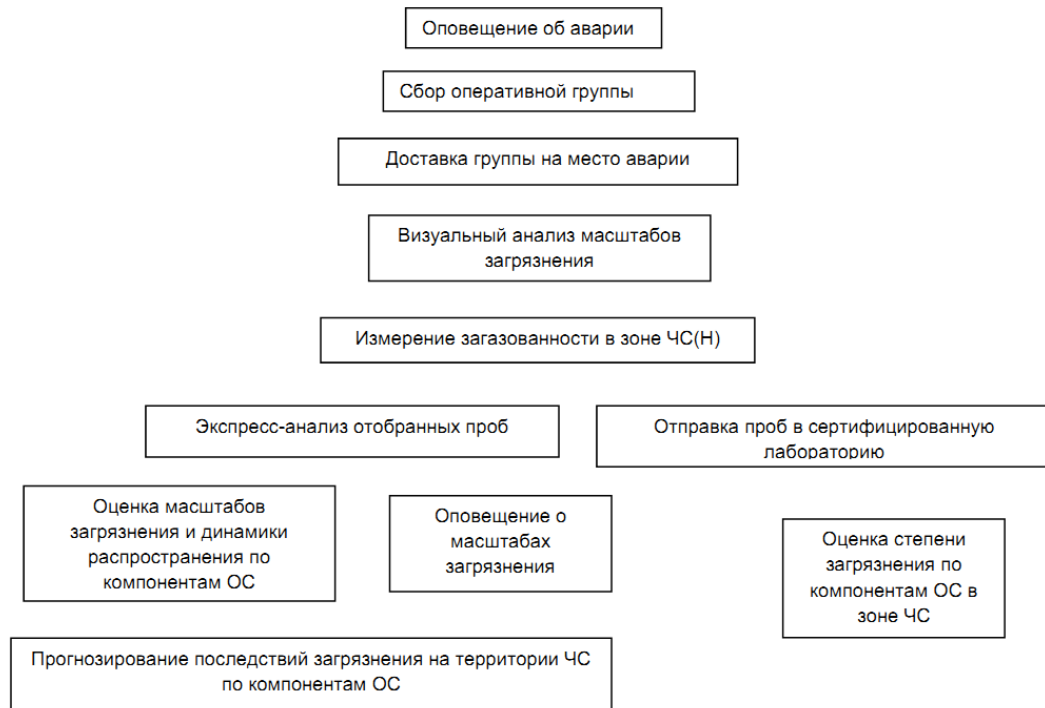 Оповещение об аварии
Сбор оперативной группы
Доставка группы на место аварии
Визуальный анализ масштабов
загрязнения
Измерение загазованности в зоне ЧС(Н)
Экспресс-анализ отобранных проб
Отправка проб в сертифицированную
лабораторию
Оценка масштабов
загрязнения и динамики
распространения по
компонентам ОС
Оповещение о
масштабах
загрязнения
Оценка степени
загрязнения по
компонентам ОС в
зоне ЧС
Прогнозирование последствий загрязнения на территории ЧС
по компонентам ОС